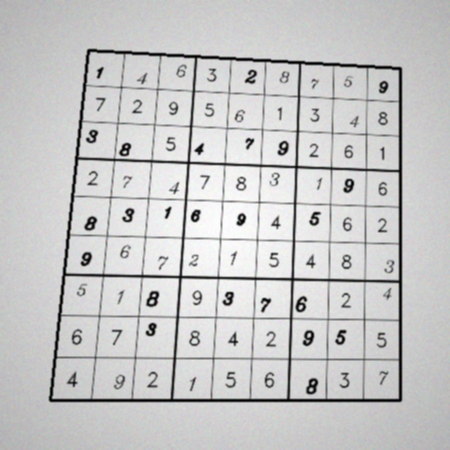 1 4 6 3 2 8 7 5 9
7 2 9 5 6 1 3 4 8
3 8 5 4 7 9 2 6 1
2 7 4 7 8 3 1 9 6
8 3 1 6 9 4 5 6 2
9 6 7 2 1 5 4 8 3
5 1 8 9 3 7 6 2 4
6 7 3 8 4 2 9 5 5
4 9 2 1 5 6 8 3 7